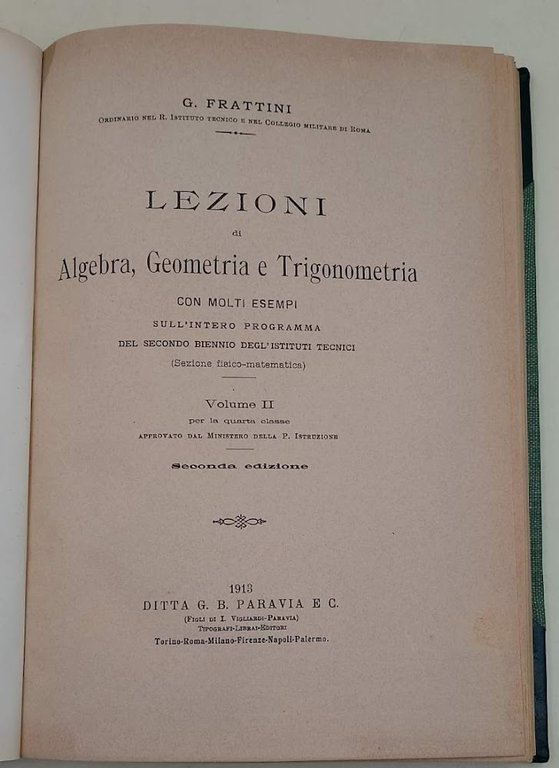 G. FRATTINI
ORDINARIO NEL R. ISTITUTO TECNICO E NEL COLLEGIO MILITARE DI ROMA
LEZIONI
di
Algebra, Geometria e Trigonometria
CON MOLTI ESEMPI
SULL'INTERO PROGRAMMA
DEL SECONDO BIENNIO DEGL'ISTITUTI TECNICI
(Sezione fisico-matematica)
Volume II
per la quarta classe
APPROVATO DAL MINISTERO DELLA P. ISTRUZIONE
Seconda edizione
1913
DITTA G. B. PARAVIA E C.
(FIGLI DI I. VIGLIARDI-PARAVIA)
TIPOGRAFI-LIBRAI-EDITORI
Torino-Roma-Milano-Firenze-Napoli-Palermo.